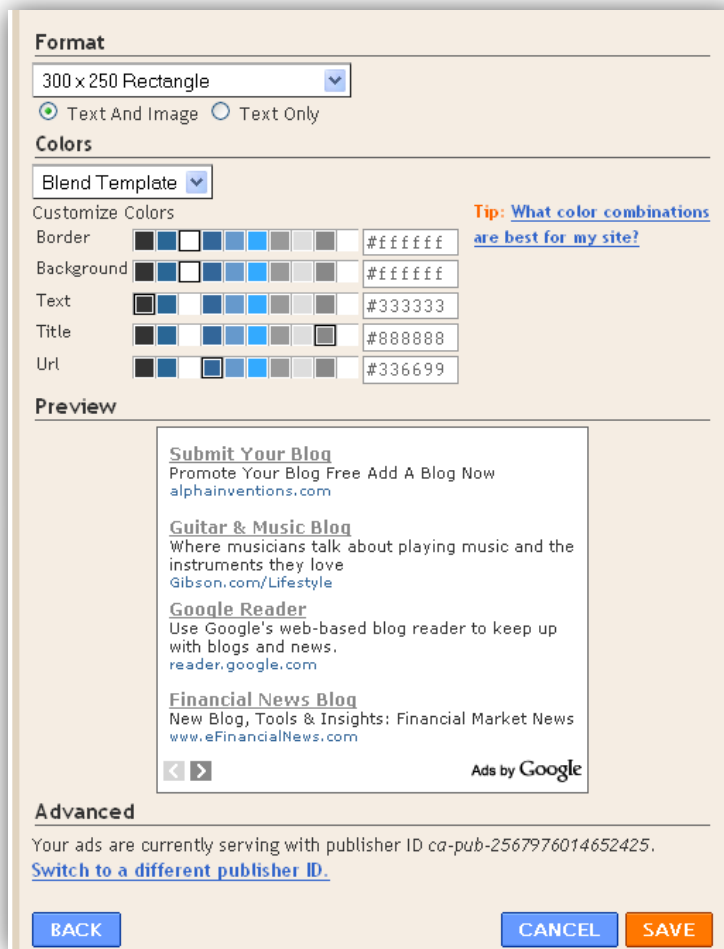 Format
300 x 250 Rectangle
Text And Image Text Only
Colors
Blend Template
Customize Colors
Tip: What color combinations
are best for my site?
Border #ffffff
Background #ffffff
Text #333333
Title #888888
Url #336699
Preview
Submit Your Blog
Promote Your Blog Free Add A Blog Now
alphainventions.com
Guitar & Music Blog
Where musicians talk about playing music and the
instruments they love
Gibson.com/Lifestyle
Google Reader
Use Google's web-based blog reader to keep up
with blogs and news.
reader.google.com
Financial News Blog
New Blog, Tools & Insights: Financial Market News
www.eFinancialNews.com
Ads by Google
Advanced
Your ads are currently serving with publisher ID ca-pub-2567976014652425.
Switch to a different publisher ID.
BACK CANCEL SAVE